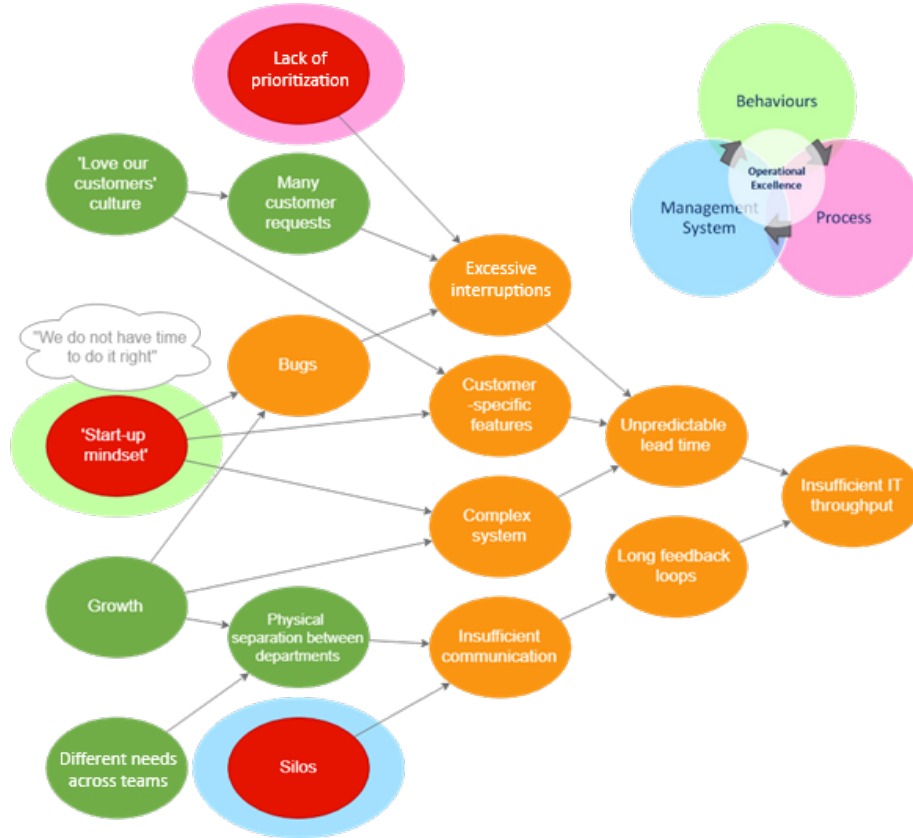 Lack of
prioritization
Behaviours
Operational
Excellence
Management
System
Process
'Love our
customers'
culture
Many
customer
requests
Excessive
interruptions
"We do not have time
to do it right"
Bugs
Customer
-specific
features
'Start-up
mindset'
Unpredictable
lead time
Insufficient IT
throughput
Complex
system
Long feedback
loops
Growth
Physical
separation between
departments
Insufficient
communication
Different needs
across teams
Silos